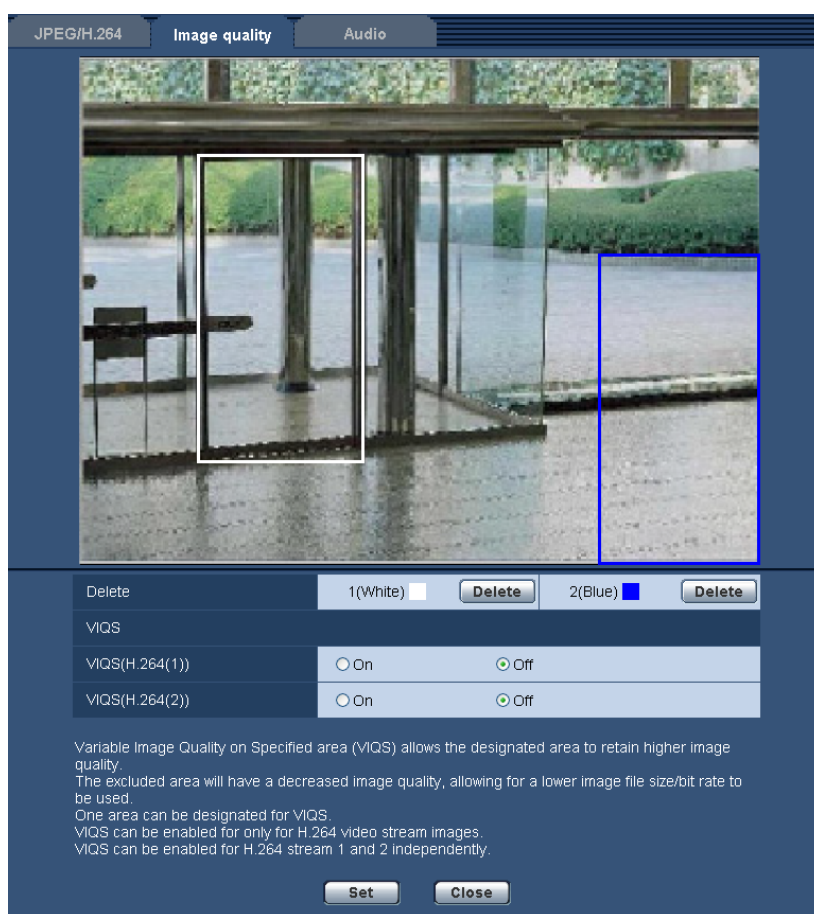 JPEG/H.264 Image quality Audio
Delete 1(White) Delete 2(Blue) Delete
VIQS
VIQS(H.264(1)) On Off
VIQS(H.264(2)) On Off
Variable Image Quality on Specified area (VIQS) allows the designated area to retain higher image
quality.
The excluded area will have a decreased image quality, allowing for a lower image file size/bit rate to
be used.
One area can be designated for VIQS.
VIQS can be enabled for only for H.264 video stream images.
VIQS can be enabled for H.264 stream 1 and 2 independently.
Set Close